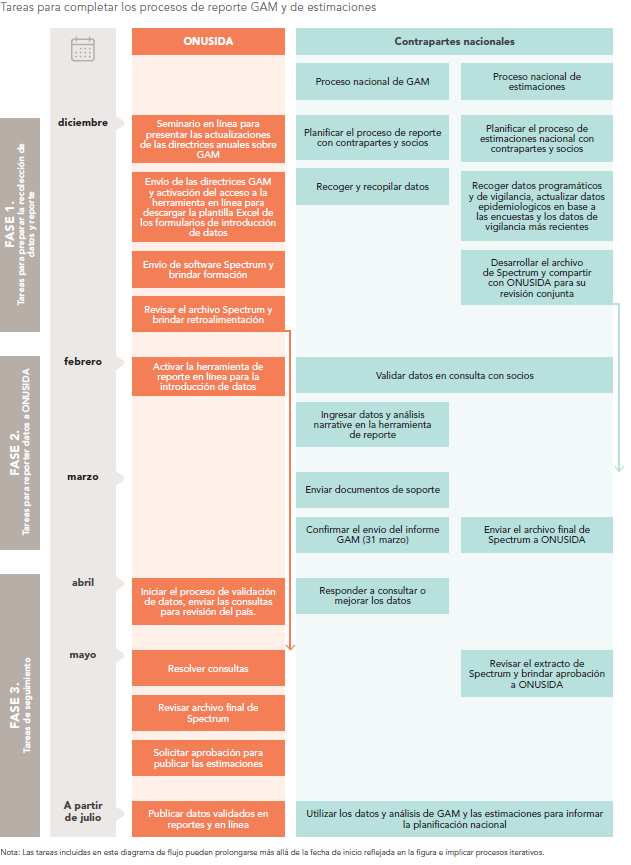 Tareas para completar los procesos de reporte GAM y de estimaciones
ONUSIDA
Contrapartes nacionales
Proceso nacional de GAM
Proceso nacional de
estimaciones
FASE 1.
Tareas para preparar la recolección de
datos y reporte
diciembre
Seminario en línea para
presentar las actualizaciones
de las directrices anuales sobre
GAM
Planificar el proceso de reporte
con contrapartes y socios
Planificar el proceso de
estimaciones nacional con
contrapartes y socios
Envío de las directrices GAM
y activación del acceso a la
herramienta en línea para
descargar la plantilla Excel de
los formularios de introducción
de datos
Recoger y recopilar datos
Recoger datos programáticos
y de vigilancia, actualizar datos
epidemiologicos en base a
las encuestas y los datos de
vigilancia más recientes
Envío de software Spectrum y
brindar formación
Desarrollar el archivo
de Spectrum y compartir
con ONUSIDA para su
revisión conjunta
Revisar el archivo Spectrum y
brindar retroalimentación
FASE 2.
Tareas para reporter datos a ONUSIDA
febrero
Activar la herramienta de
reporte en línea para la
introducción de datos
Validar datos en consulta con socios
Ingresar datos y análisis
narrative en la herramienta
de reporte
marzo
Enviar documentos de soporte
Confirmar el envío del informe
GAM (31 marzo)
Enviar el archivo final de
Spectrum a ONUSIDA
FASE 3.
Tareas de seguimiento
abril
Iniciar el proceso de validación
de datos, enviar las consultas
para revisión del país.
Responder a consultar o
mejorar los datos
mayo
Resolver consultas
Revisar el extracto de
Spectrum y brindar aprobación
a ONUSIDA
Revisar archivo final de
Spectrum
Solicitar aprobación para
publicar las estimaciones
A partir
de julio
Publicar datos validados en
reportes y en línea
Utilizar los datos y análisis de GAM y las estimaciones para informar
la planificación nacional
Nota: Las tareas incluidas en este diagrama de flujo pueden prolongarse más allá de la fecha de inicio reflejada en la figura e implicar procesos iterativos.